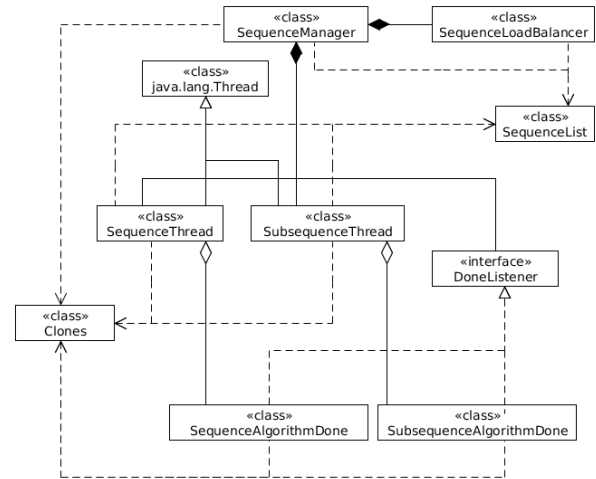 «class»
SequenceManager
«class»
SequenceLoadBalancer
«class»
java.lang.Thread
«class»
SequenceList
«class»
SequenceThread
«class»
SubsequenceThread
«interface»
DoneListener
«class»
Clones
«class»
SequenceAlgorithmDone
«class»
SubsequenceAlgorithmDone